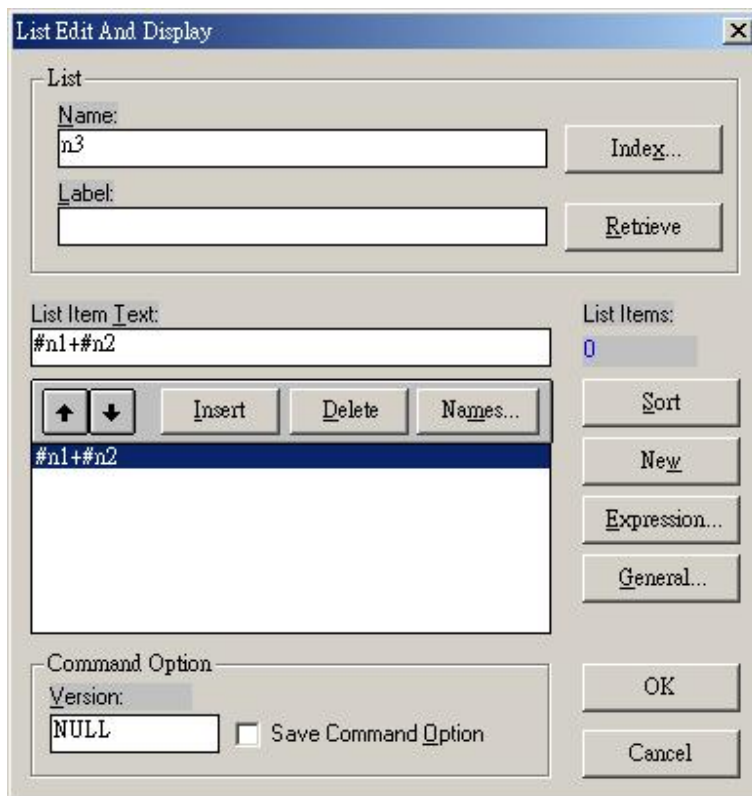 List Edit And Display
List
Name:
n3
Index...
Label:
Retrieve
List Item Text:
#n1+#n2
List Items:
0
Insert
Delete
Names...
Sort
#n1+#n2
New
Expression...
General...
Command Option
Version:
NULL
Save Command Option
OK
Cancel